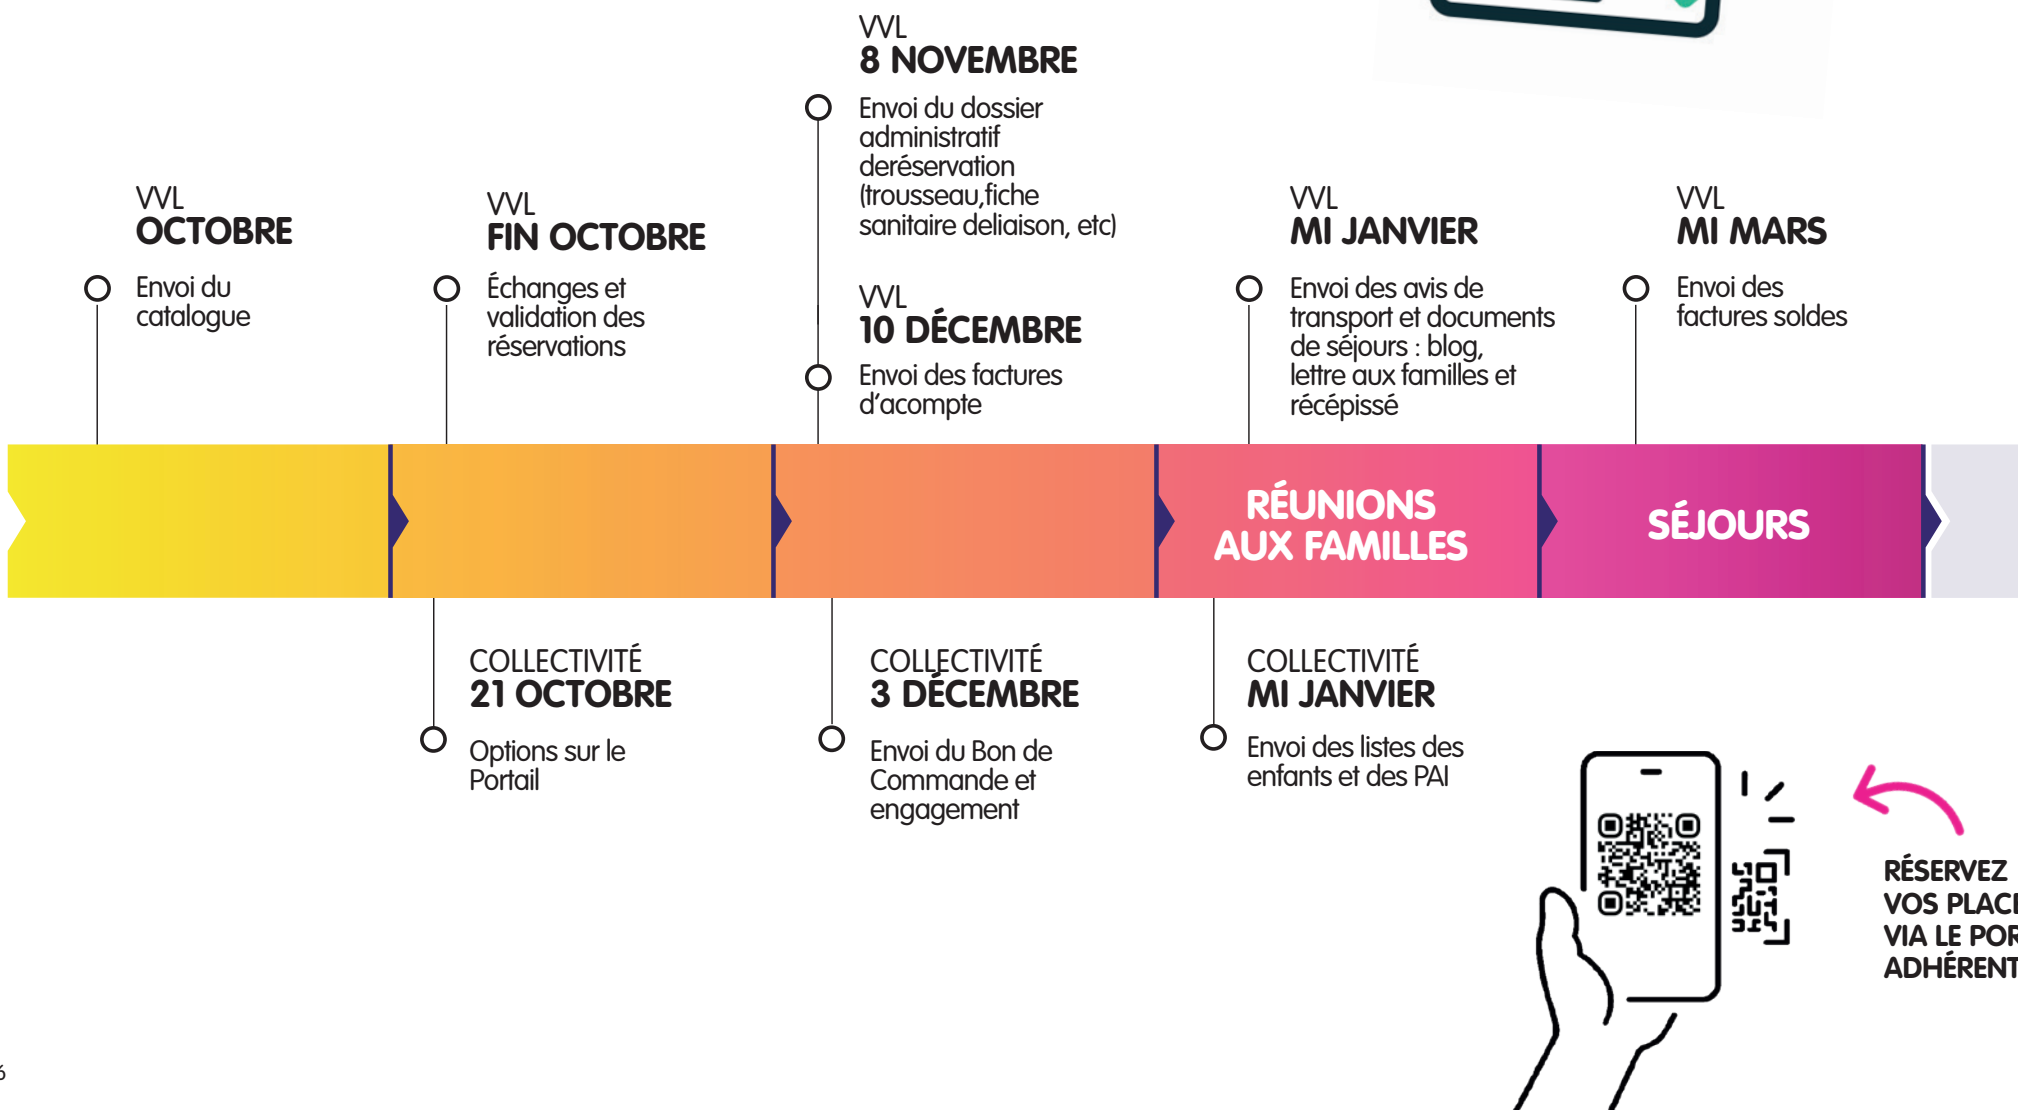 VVL
OCTOBRE
Envoi du
catalogue
VVL
FIN OCTOBRE
Échanges et
validation des
réservations
VVL
8 NOVEMBRE
Envoi du dossier
administratif
deréservation
(trousseau,fiche
sanitaire deliaison, etc)
VVL
10 DÉCEMBRE
Envoi des factures
d’acompte
VVL
MI JANVIER
Envoi des avis de
transport et documents
de séjours : blog,
lettre aux familles et
récépissé
VVL
MI MARS
Envoi des
factures soldes
RÉUNIONS
AUX FAMILLES
SÉJOURS
COLLECTIVITÉ
21 OCTOBRE
Options sur le
Portail
COLLECTIVITÉ
3 DÉCEMBRE
Envoi du Bon de
Commande et
engagement
COLLECTIVITÉ
MI JANVIER
Envoi des listes des
enfants et des PAI
RÉSERVEZ
VOS
VIA LE
ADHÉRENT